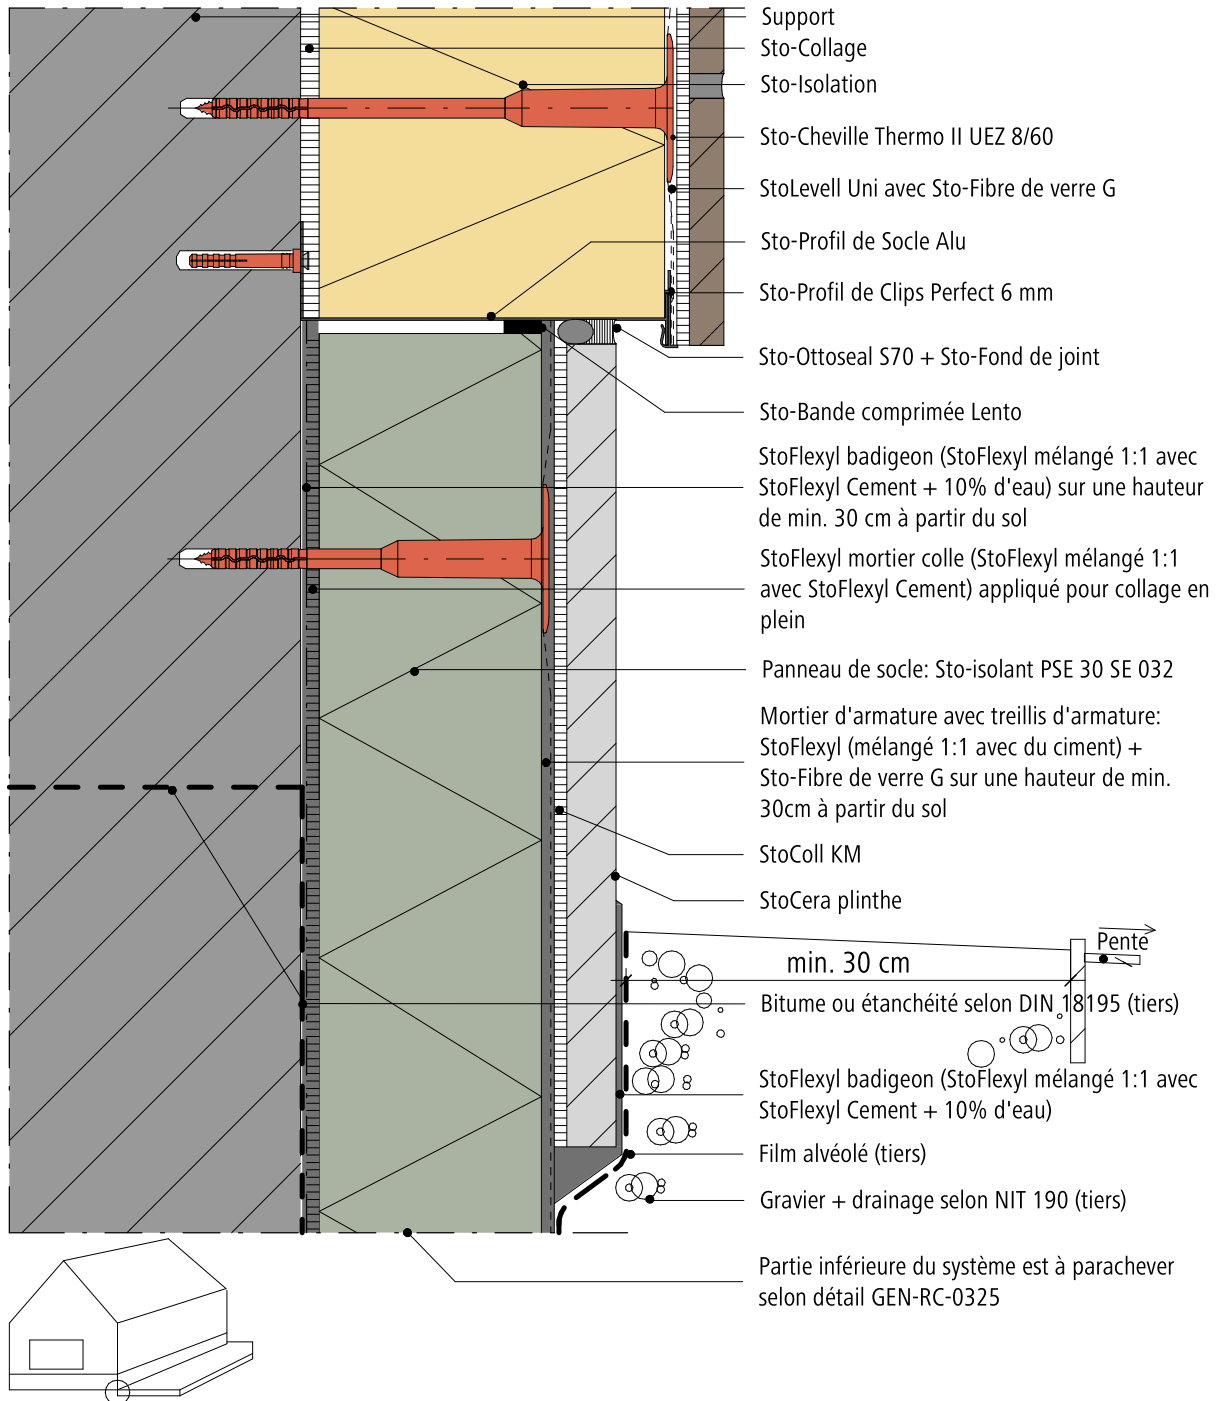 Support
Sto-Collage
Sto-Isolation
Sto-Cheville Thermo II UEZ 8/60
StoLevell Uni avec Sto-Fibre de verre G
Sto-Profil de Socle Alu
Sto-Profil de Clips Perfect 6 mm
Sto-Ottoseal S70 + Sto-Fond de joint
Sto-Bande comprimée Lento
StoFlexyl badigeon (StoFlexyl mélangé 1:1 avec
StoFlexyl Cement + 10% d'eau) sur une hauteur
de min. 30 cm à partir du sol
StoFlexyl mortier colle (StoFlexyl mélangé 1:1
avec StoFlexyl Cement) appliqué pour collage en
plein
Panneau de socle: Sto-isolant PSE 30 SE 032
Mortier d'armature avec treillis d'armature:
StoFlexyl (mélangé 1:1 avec du ciment) +
Sto-Fibre de verre G sur une hauteur de min.
30cm à partir du sol
StoColl KM
StoCera plinthe
Pente
min. 30 cm
Bitume ou étanchéité selon DIN 18195 (tiers)
StoFlexyl badigeon (StoFlexyl mélangé 1:1 avec
StoFlexyl Cement + 10% d'eau)
Film alvéolé (tiers)
Gravier + drainage selon NIT 190 (tiers)
Partie inférieure du système est à parachever
selon détail GEN-RC-0325